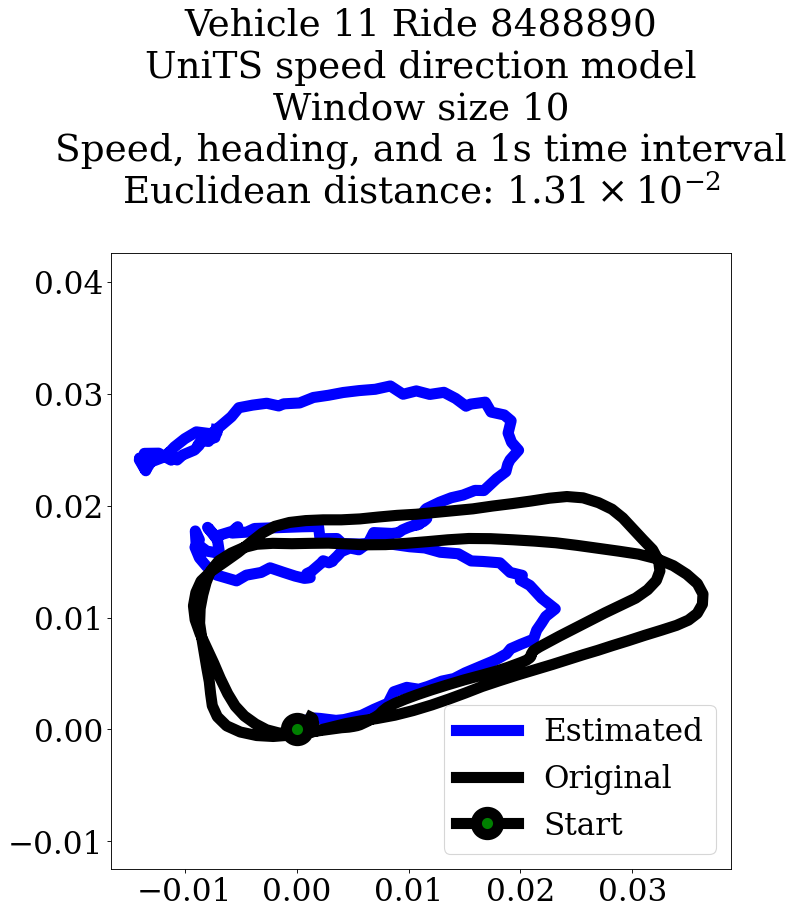 Vehicle 11 Ride 8488890
UniTS speed direction model
Window size 10
Speed, heading, and a 1s time interval
Euclidean distance: 1.31 × 10⁻²
0.04
0.03
0.02
0.01
0.00
−0.01
Estimated
Original
Start
−0.01 0.00 0.01 0.02 0.03